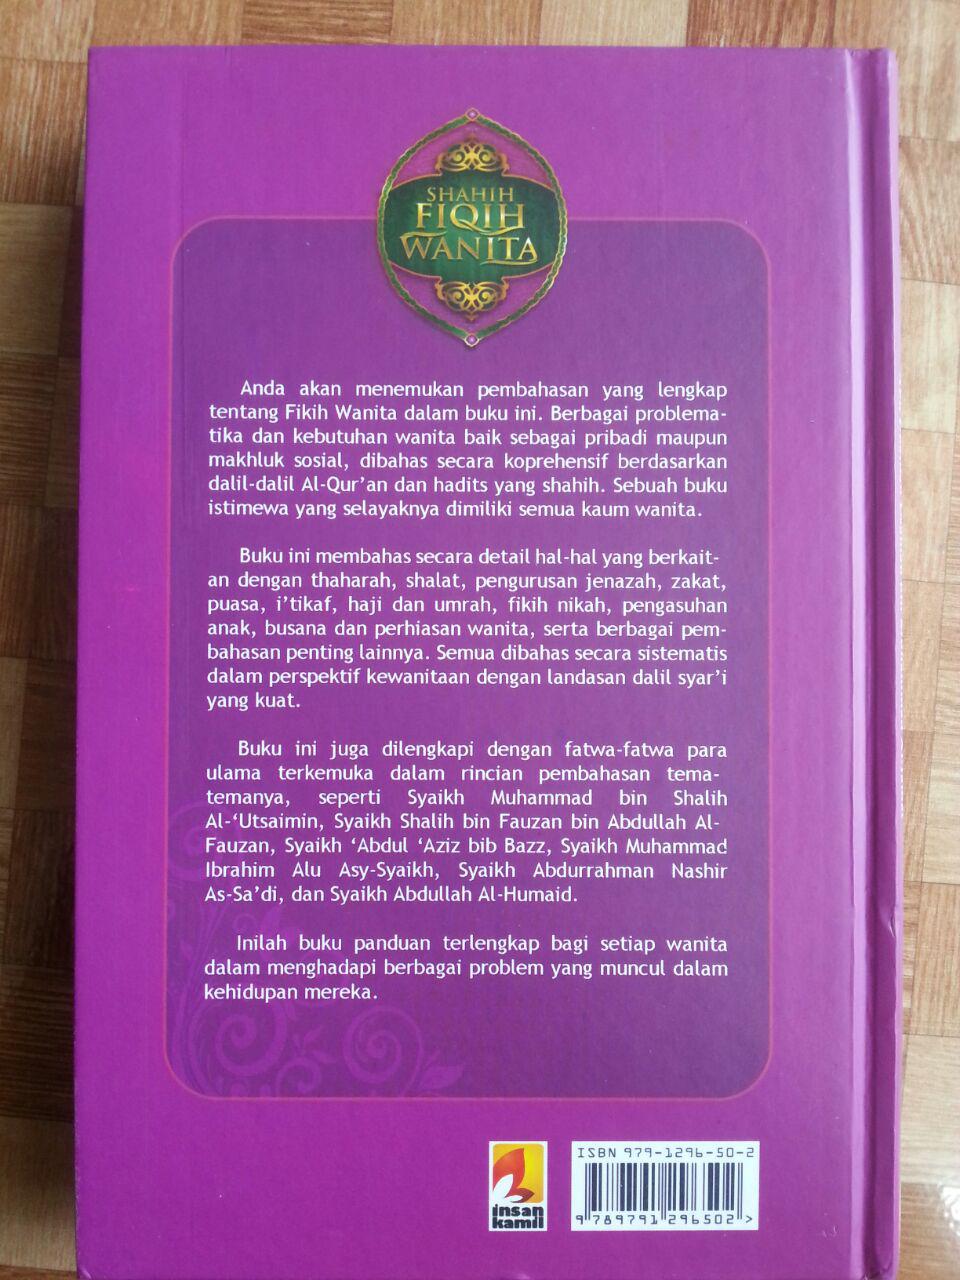 SHAHIH
FIQIH
WANITA
Anda akan menemukan pembahasan yang lengkap
tentang Fikih Wanita dalam buku ini. Berbagai problema-
tika dan kebutuhan wanita baik sebagai pribadi maupun
makhluk sosial, dibahas secara koprehensif berdasarkan
dalil-dalil Al-Qur'an dan hadits yang shahih. Sebuah buku
istimewa yang selayaknya dimiliki semua kaum wanita.
Buku ini membahas secara detail hal-hal yang berkait-
an dengan thaharah, shalat, pengurusan jenazah, zakat,
puasa, i'tikaf, haji dan umrah, fikih nikah, pengasuhan
anak, busana dan perhiasan wanita, serta berbagai pem-
bahasan penting lainnya. Semua dibahas secara sistematis
dalam perspektif kewanitaan dengan landasan dalil syar'i
yang kuat.
Buku ini juga dilengkapi dengan fatwa-fatwa para
ulama terkemuka dalam rincian pembahasan tema-
temanya, seperti Syaikh Muhammad bin Shalih
Al-'Utsaimin, Syaikh Shalih bin Fauzan bin Abdullah Al-
Fauzan, Syaikh 'Abdul 'Aziz bib Bazz, Syaikh Muhammad
Ibrahim Alu Asy-Syaikh, Syaikh Abdurrahman Nashir
As-Sa'di, dan Syaikh Abdullah Al-Humaid.
Inilah buku panduan terlengkap bagi setiap wanita
dalam menghadapi berbagai problem yang muncul dalam
kehidupan mereka.
insan
kamil
ISBN 979-1296-50-2
9 789791 296502 >